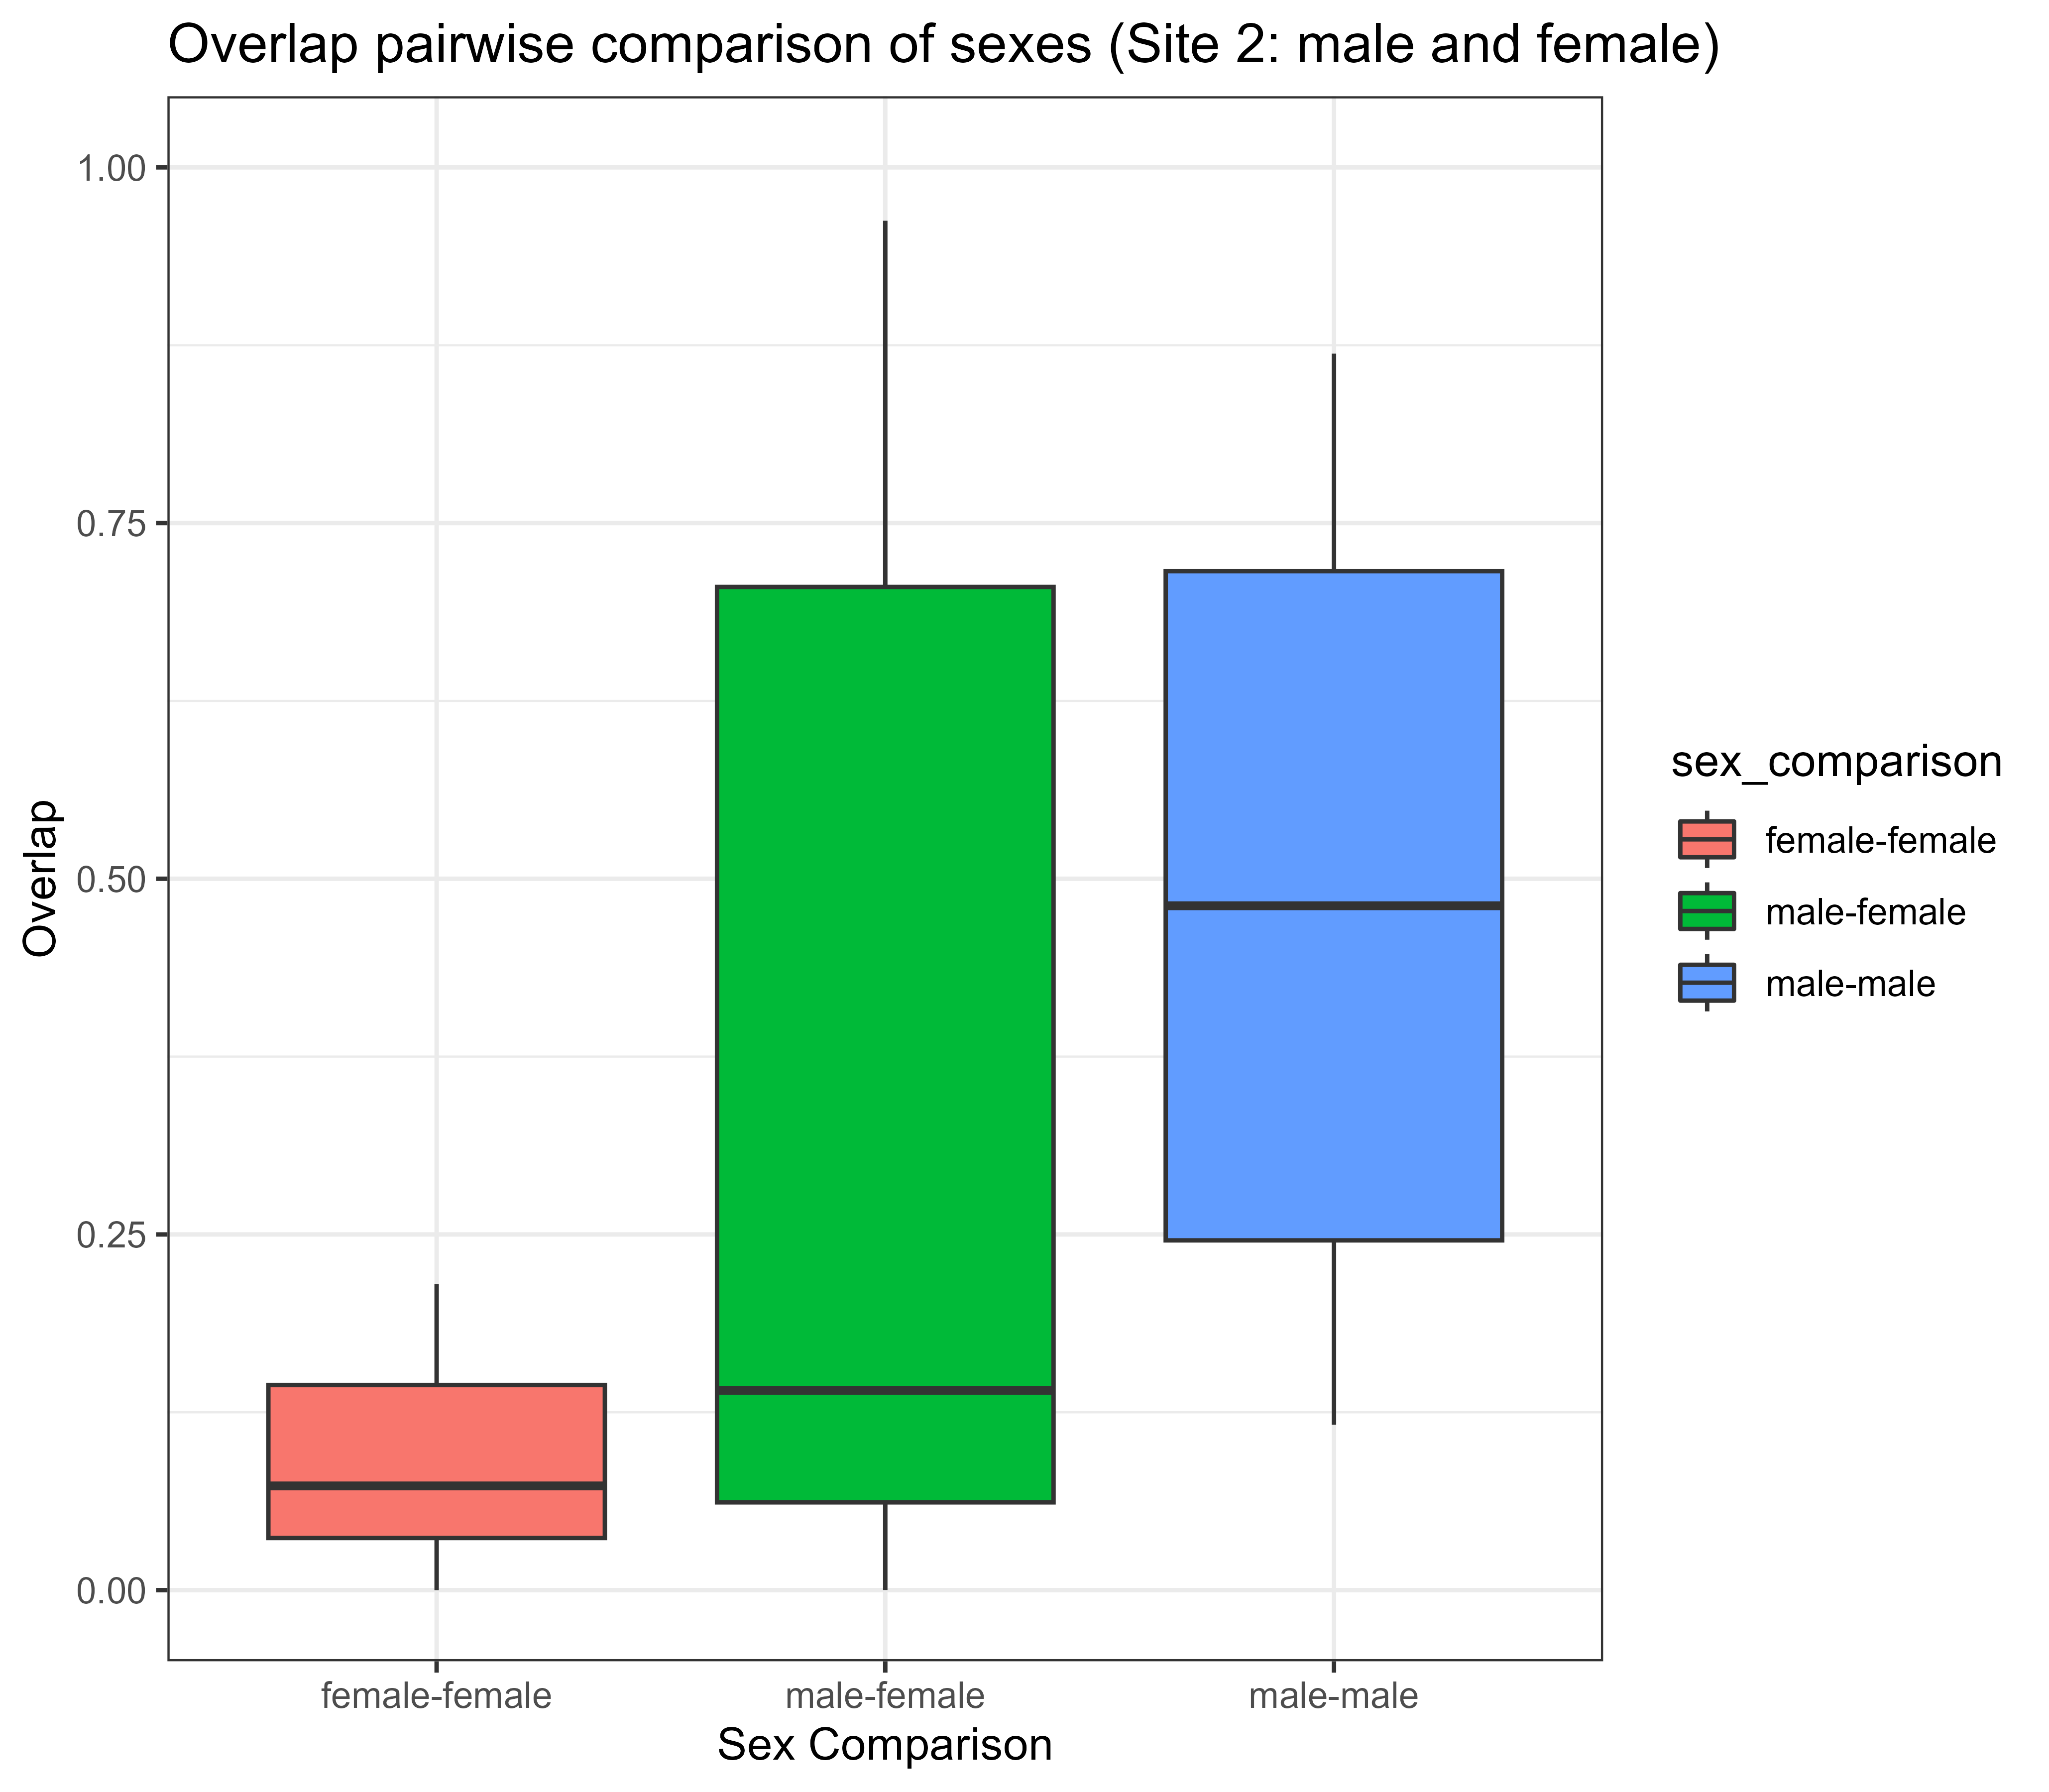 Overlap pairwise comparison of sexes (Site 2: male and female)
1.00
0.75
0.50
0.25
0.00
Overlap
female-female
male-female
male-male
Sex Comparison
sex_comparison
female-female
male-female
male-male